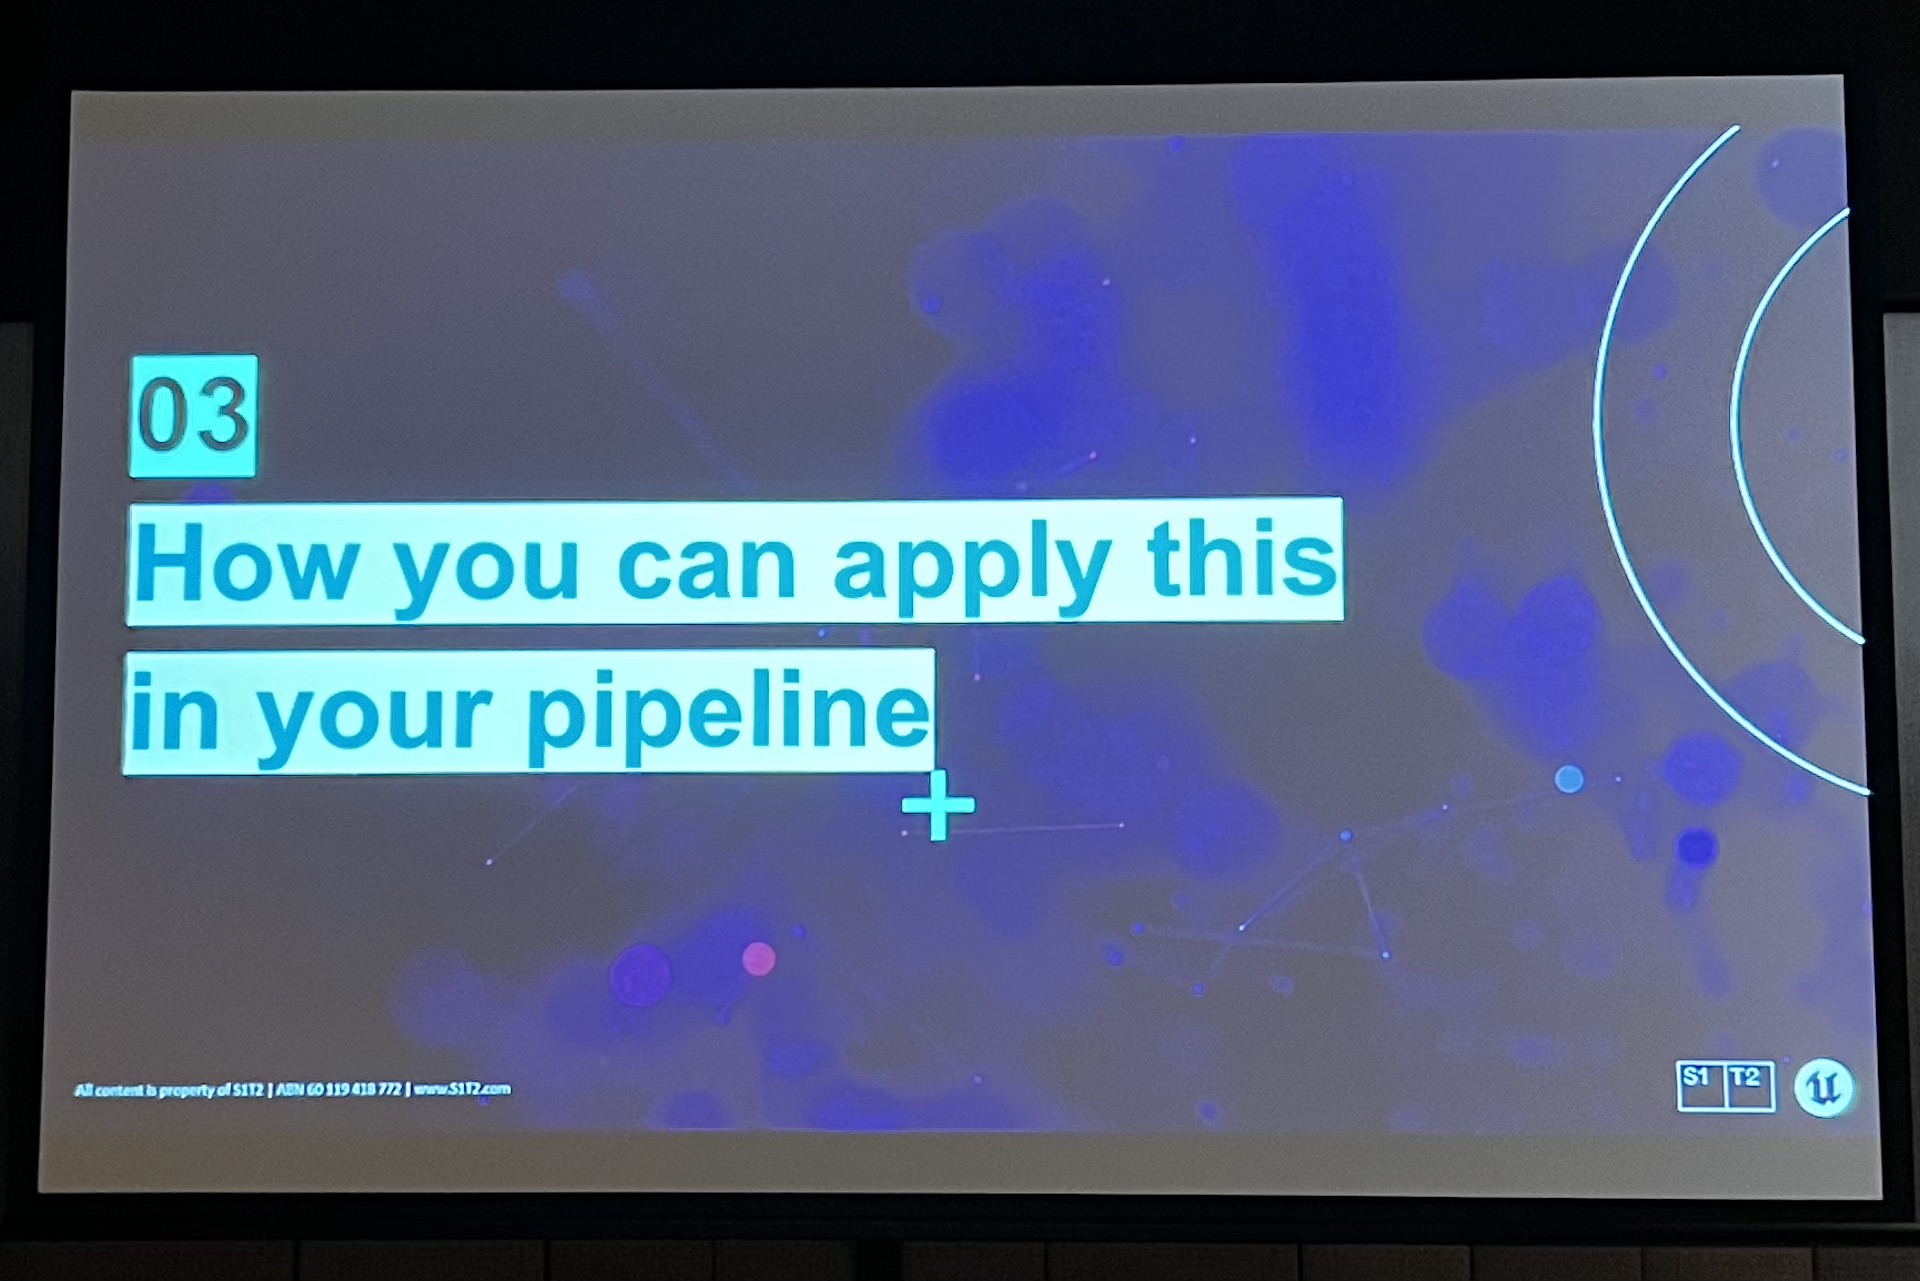 03
How you can apply this
in your pipeline
All content is property of S1T2 | ABN 60 119 418 772 | www.S1T2.com
S1 T2